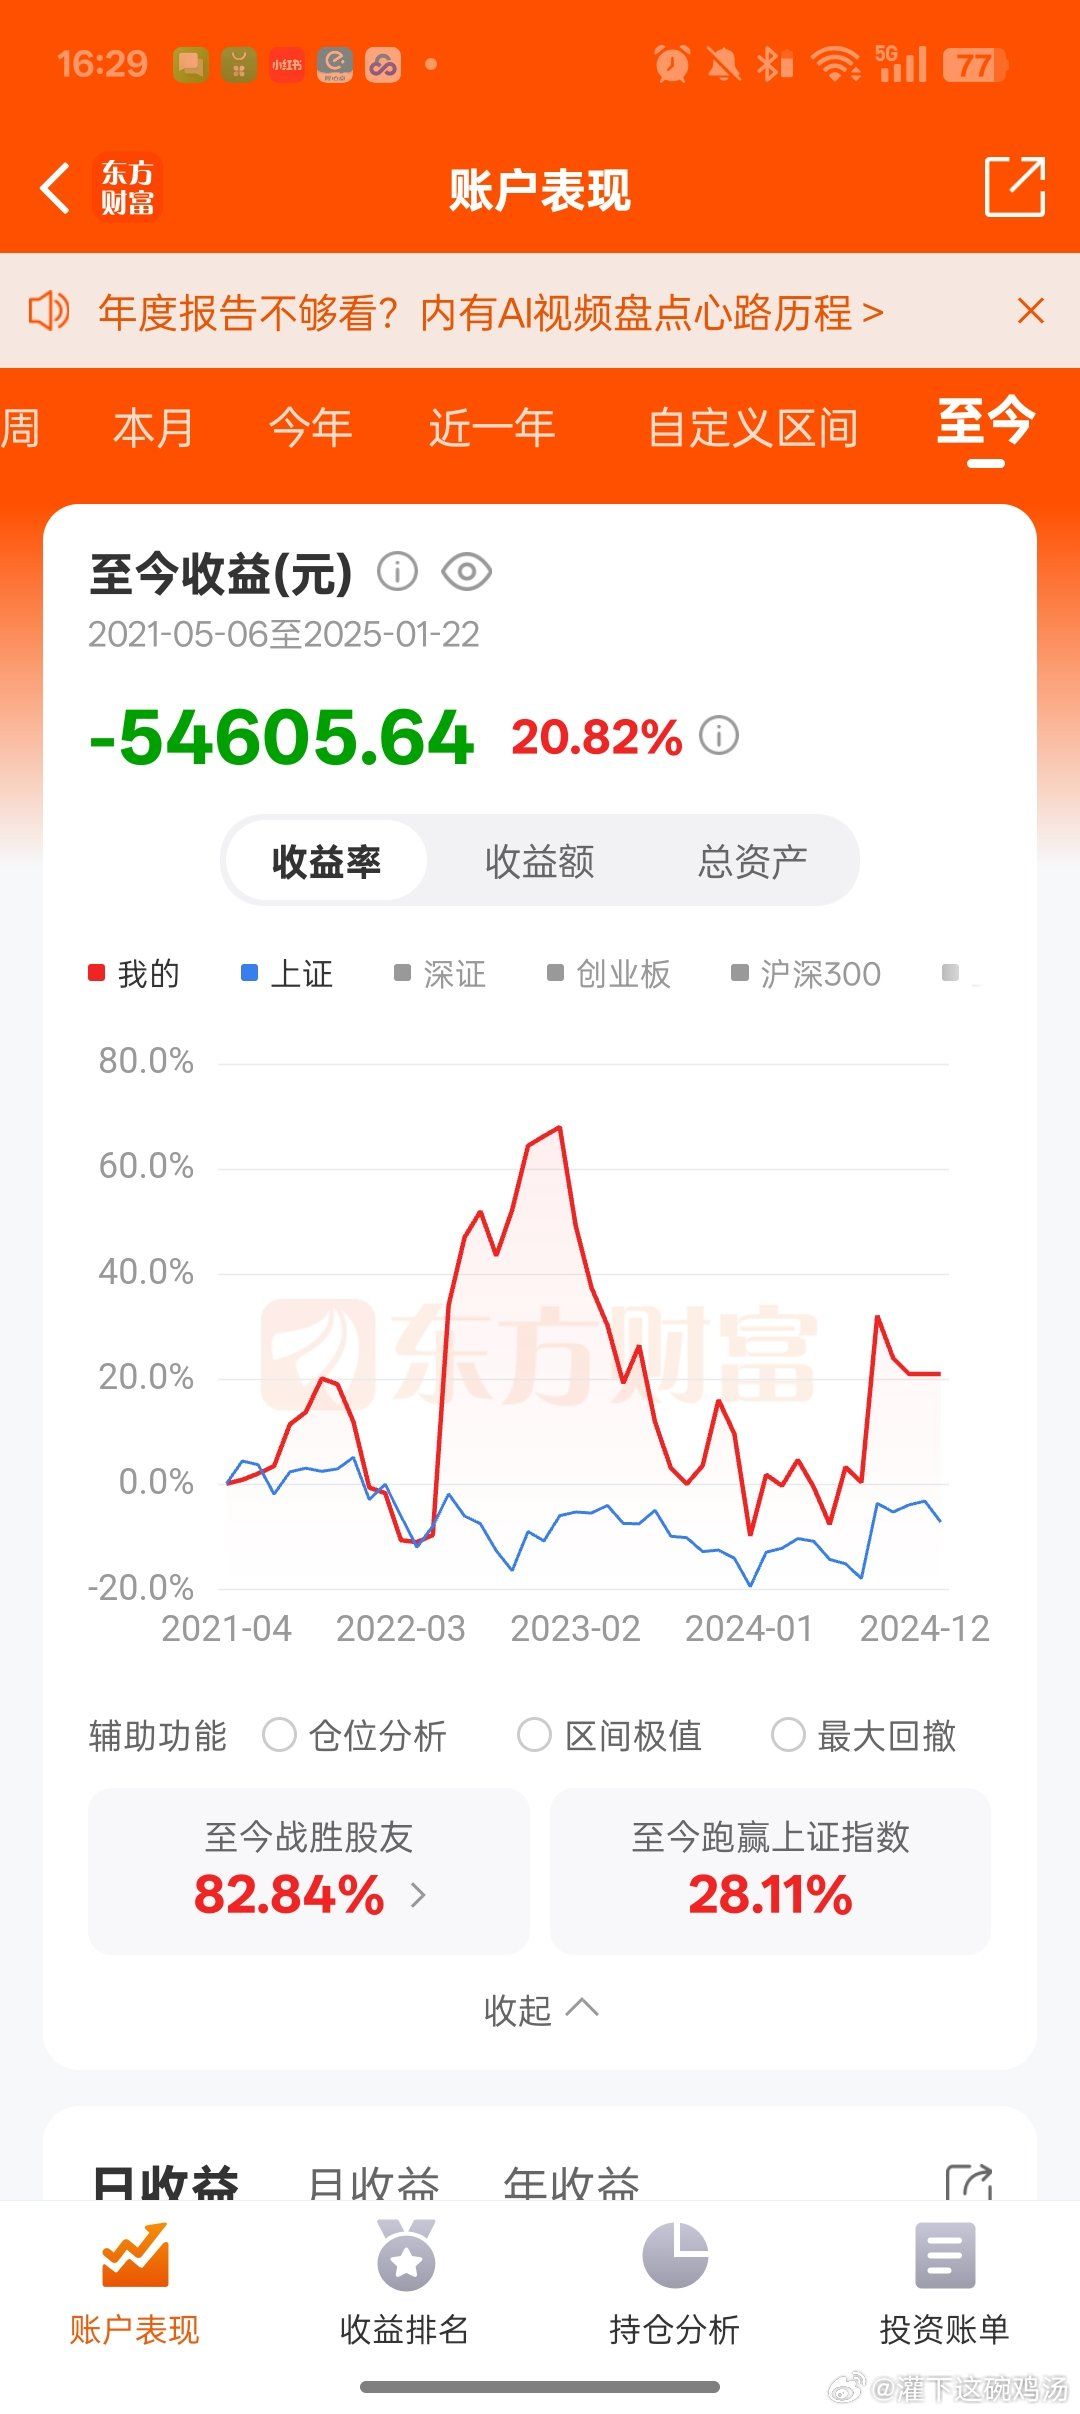 16:29
小红书
5G
77
东方
财富
账户表现
年度报告不够看？内有AI视频盘点心路历程 >
周 本月 今年 近一年 自定义区间 至今
至今收益(元)
2021-05-06至2025-01-22
-54605.64 20.82%
收益率 收益额 总资产
我的 上证 深证 创业板 沪深300
80.0%
60.0%
40.0%
东方财富
20.0%
0.0%
-20.0%
2021-04 2022-03 2023-02 2024-01 2024-12
辅助功能 仓位分析 区间极值 最大回撤
至今战胜股友 至今跑赢上证指数
82.84% 28.11%
收起
日收益 月收益 年收益
账户表现 收益排名 持仓分析 投资账单
@灌下这碗鸡汤